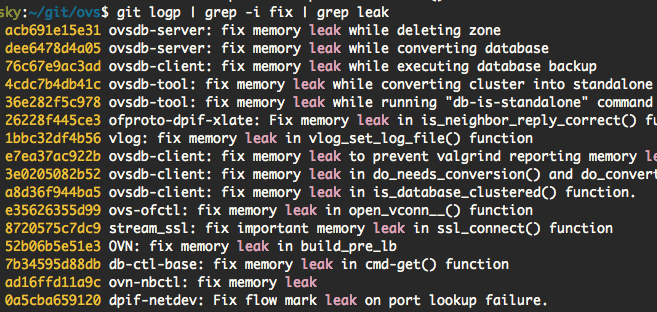 sky:~/git/ovs$ git logp | grep -i fix | grep leak
acb691e15e31 ovsdb-server: fix memory leak while deleting zone
dee6478d4a05 ovsdb-server: fix memory leak while converting database
76c67e9ac3ad ovsdb-client: fix memory leak while executing database backup
4cdc7b4db41c ovsdb-tool: fix memory leak while converting cluster into standalone
36e282f5c978 ovsdb-tool: fix memory leak while running "db-is-standalone" command
26228f445ce3 ofproto-dpif-xlate: Fix memory leak in is_neighbor_reply_correct() fu
1bbc32df4b56 vlog: fix memory leak in vlog_set_log_file() function
e7ea37ac922b ovsdb-client: fix memory leak to prevent valgrind reporting memory le
3e0205082b52 ovsdb-client: fix memory leak in do_needs_conversion() and do_convert
a8d36f944ba5 ovsdb-client: fix memory leak in is_database_clustered() function.
e35626355d99 ovs-ofctl: fix memory leak in open_vconn__() function
8720575c7dc9 stream_ssl: fix important memory leak in ssl_connect() function
52b06b5e51e3 OVN: fix memory leak in build_pre_lb
7b34595d88db db-ctl-base: fix memory leak in cmd-get() function
ad16ffd11a9c ovn-nbctl: fix memory leak
0a5cba659120 dpif-netdev: Fix flow mark leak on port lookup failure.